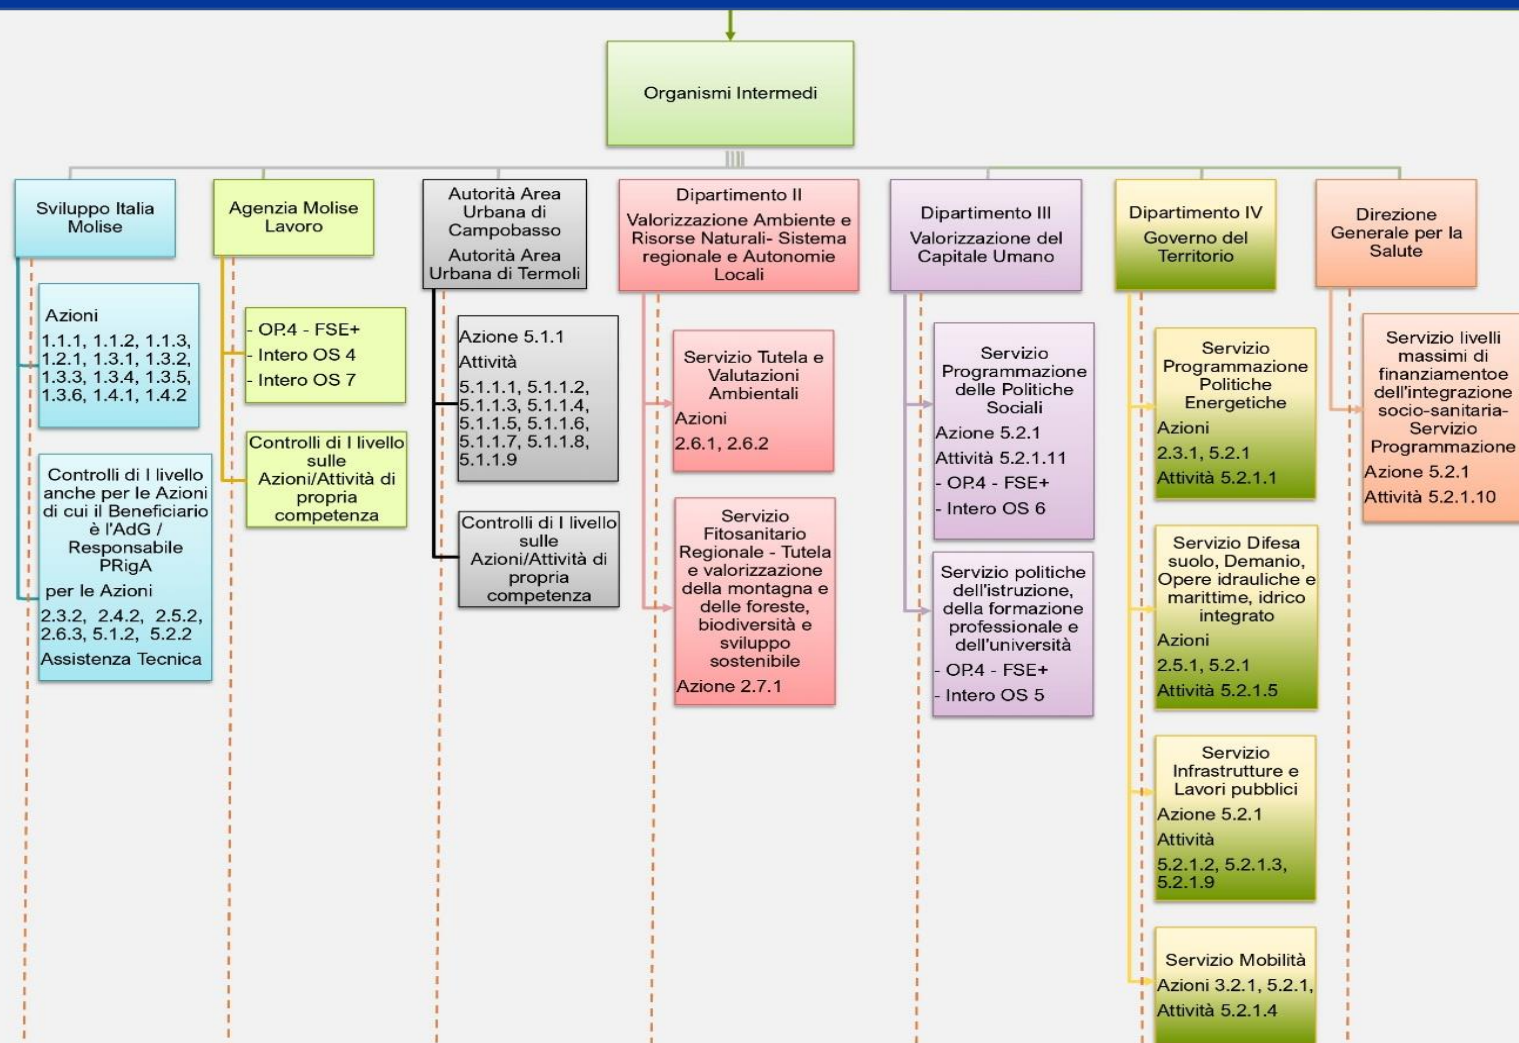 Organismi Intermedi
Sviluppo Italia
Molise
Azioni
1.1.1, 1.1.2, 1.1.3,
1.2.1, 1.3.1, 1.3.2,
1.3.3, 1.3.4, 1.3.5,
1.3.6, 1.4.1, 1.4.2
Controlli di I livello
anche per le Azioni
di cui il Beneficiario
è l'AdG /
Responsabile
PRigA
per le Azioni
2.3.2, 2.4.2, 2.5.2,
2.6.3, 5.1.2, 5.2.2
Assistenza Tecnica
Agenzia Molise
Lavoro
- OP.4 - FSE+
- Intero OS 4
- Intero OS 7
Controlli di I livello
sulle
Azioni/Attività di
propria
competenza
Autorità Area
Urbana di
Campobasso
Autorità Area
Urbana di Termoli
Azione 5.1.1
Attività
5.1.1.1, 5.1.1.2,
5.1.1.3, 5.1.1.4,
5.1.1.5, 5.1.1.6,
5.1.1.7, 5.1.1.8,
5.1.1.9
Controlli di I livello
sulle
Azioni/Attività di
propria
competenza
Dipartimento II
Valorizzazione Ambiente e
Risorse Naturali- Sistema
regionale e Autonomie
Locali
Servizio Tutela e
Valutazioni
Ambientali
Azioni
2.6.1, 2.6.2
Servizio
Fitosanitario
Regionale - Tutela
e valorizzazione
della montagna e
delle foreste,
biodiversità e
sviluppo
sostenibile
Azione 2.7.1
Dipartimento III
Valorizzazione del
Capitale Umano
Servizio
Programmazione
delle Politiche
Sociali
Azione 5.2.1
Attività 5.2.1.11
- OP.4 - FSE+
- Intero OS 6
Servizio politiche
dell'istruzione,
della formazione
professionale e
dell'università
- OP.4 - FSE+
- Intero OS 5
Dipartimento IV
Governo del
Territorio
Servizio
Programmazione
Politiche
Energetiche
Azioni
2.3.1, 5.2.1
Attività 5.2.1.1
Servizio Difesa
suolo, Demanio,
Opere idrauliche e
marittime, idrico
integrato
Azioni
2.5.1, 5.2.1
Attività 5.2.1.5
Servizio
Infrastrutture e
Lavori pubblici
Azione 5.2.1
Attività
5.2.1.2, 5.2.1.3,
5.2.1.9
Servizio Mobilità
Azioni 3.2.1, 5.2.1,
Attività 5.2.1.4
Direzione
Generale per la
Salute
Servizio livelli
massimi di
finanziamentoe
dell'integrazione
socio-sanitaria-
Servizio
Programmazione
Azione 5.2.1
Attività 5.2.1.10